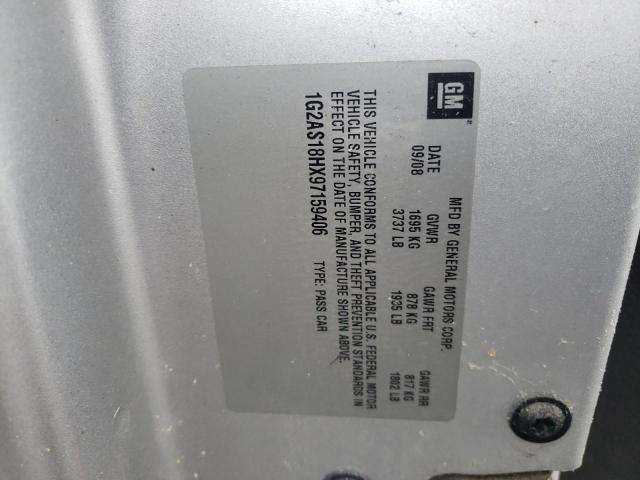 GM
®
MFD BY GENERAL MOTORS CORP.
DATE GVWR GAWR FRT GAWR RR
09/08 1695 KG 878 KG 817 KG
3737 LB 1935 LB 1802 LB
THIS VEHICLE CONFORMS TO ALL APPLICABLE U.S. FEDERAL MOTOR
VEHICLE SAFETY, BUMPER, AND THEFT PREVENTION STANDARDS IN
EFFECT ON THE DATE OF MANUFACTURE SHOWN ABOVE.
1G2AS18HX97159406 TYPE: PASS CAR